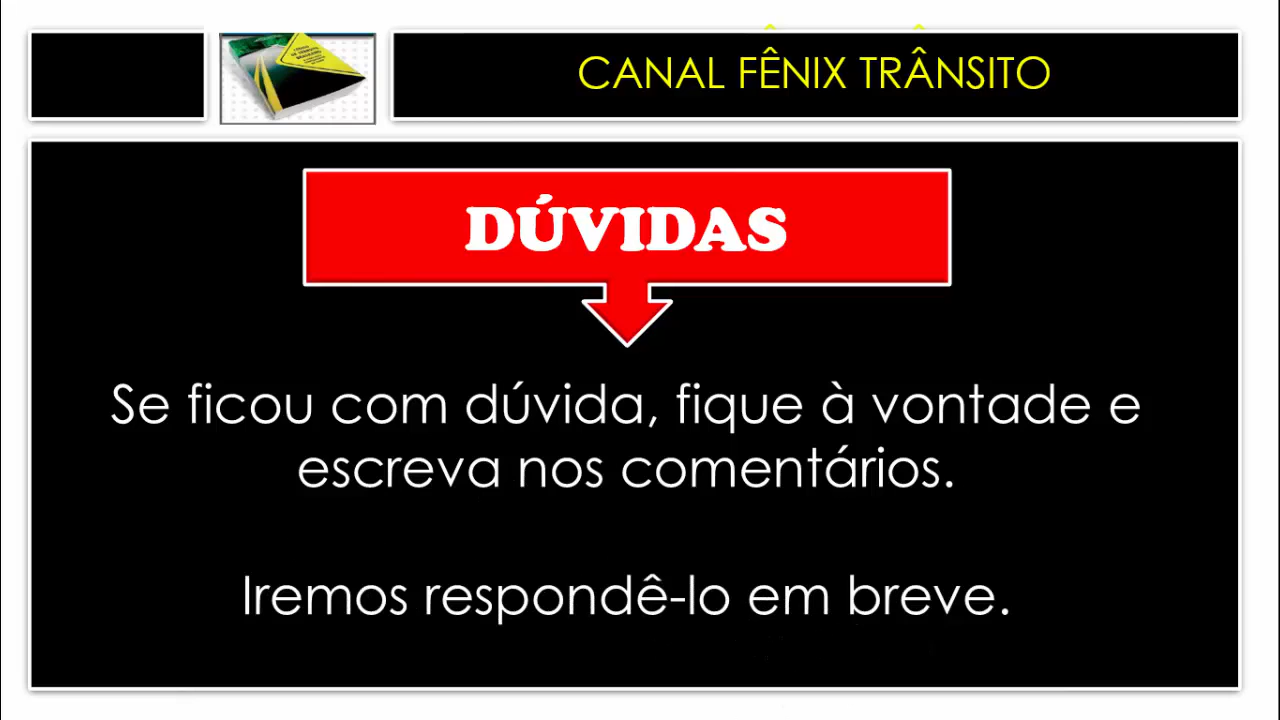 CANAL FÊNIX TRÂNSITO
DÚVIDAS
Se ficou com dúvida, fique à vontade e
escreva nos comentários.
Iremos respondê-lo em breve.